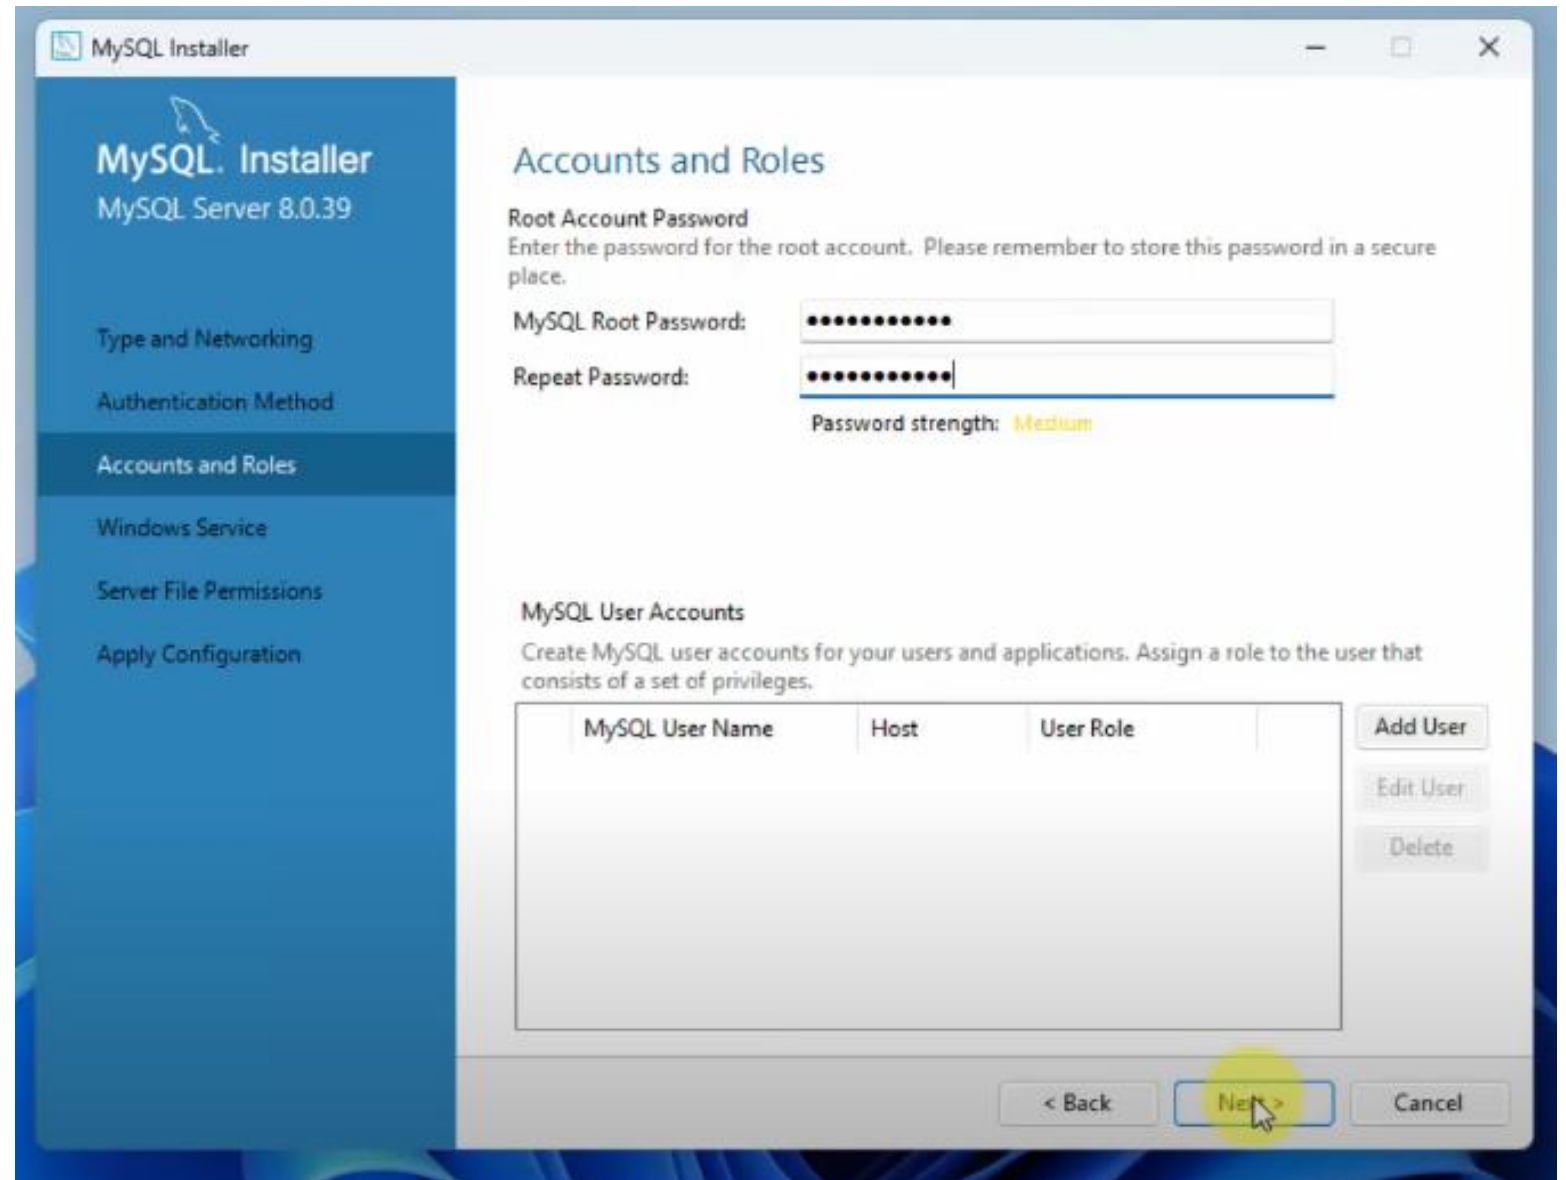 MySQL Installer
MySQL. Installer
MySQL Server 8.0.39
Type and Networking
Authentication Method
Accounts and Roles
Windows Service
Server File Permissions
Apply Configuration
Accounts and Roles
Root Account Password
Enter the password for the root account. Please remember to store this password in a secure
place.
MySQL Root Password: ●●●●●●●●●●●
Repeat Password: ●●●●●●●●●●●
Password strength: Medium
MySQL User Accounts
Create MySQL user accounts for your users and applications. Assign a role to the user that
consists of a set of privileges.
MySQL User Name Host User Role
Add User
Edit User
Delete
< Back Next > Cancel